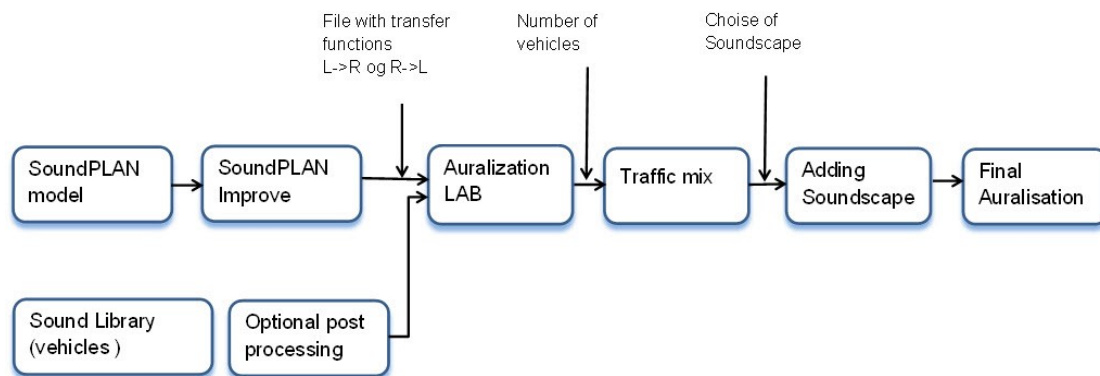 File with transfer
functions
L->R og R->L
Number of
vehicles
Choise of
Soundscape
SoundPLAN
model
SoundPLAN
Improve
Auralization
LAB
Traffic mix
Adding
Soundscape
Final
Auralisation
Sound Library
(vehicles )
Optional post
processing